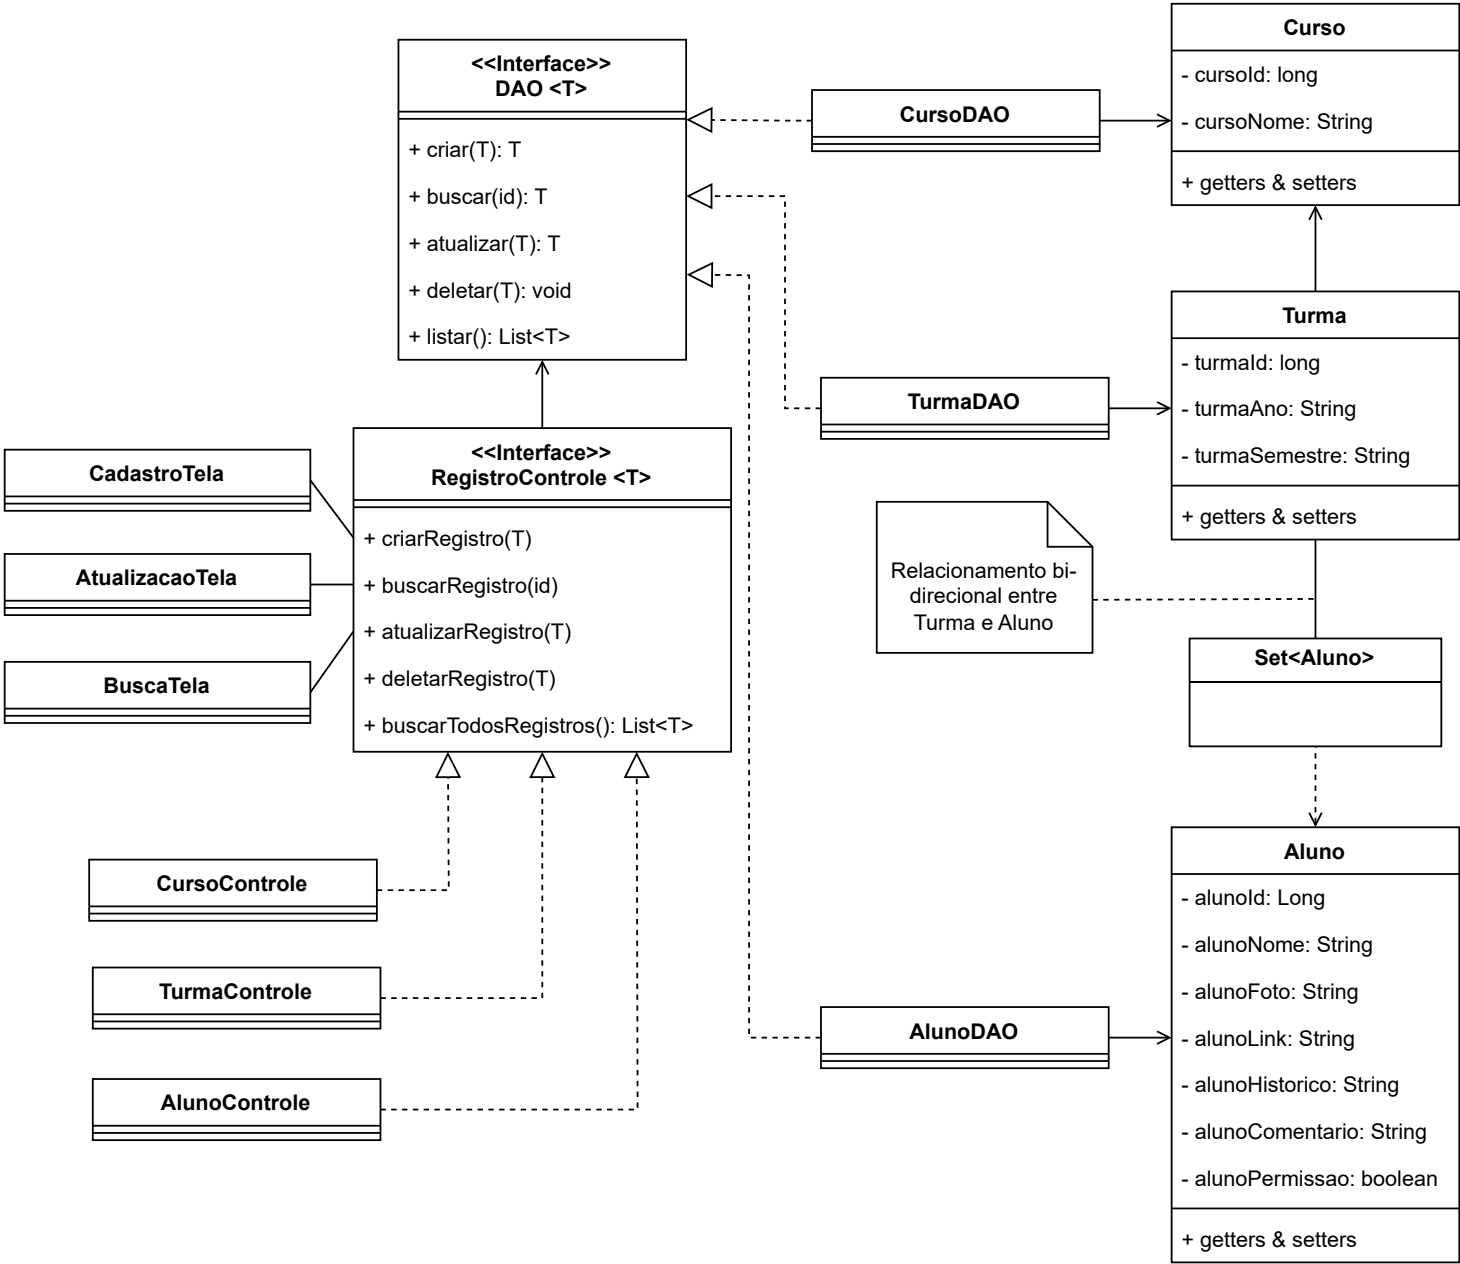 <<Interface>>
DAO <T>
+ criar(T): T
+ buscar(id): T
+ atualizar(T): T
+ deletar(T): void
+ listar(): List<T>
CursoDAO
Curso
- cursoId: long
- cursoNome: String
+ getters & setters
TurmaDAO
Turma
- turmaId: long
- turmaAno: String
- turmaSemestre: String
+ getters & setters
CadastroTela
AtualizacaoTela
BuscaTela
<<Interface>>
RegistroControle <T>
+ criarRegistro(T)
+ buscarRegistro(id)
+ atualizarRegistro(T)
+ deletarRegistro(T)
+ buscarTodosRegistros(): List<T>
Relacionamento bi-
direcional entre
Turma e Aluno
Set<Aluno>
CursoControle
TurmaControle
AlunoControle
AlunoDAO
Aluno
- alunoId: Long
- alunoNome: String
- alunoFoto: String
- alunoLink: String
- alunoHistorico: String
- alunoComentario: String
- alunoPermissao: boolean
+ getters & setters